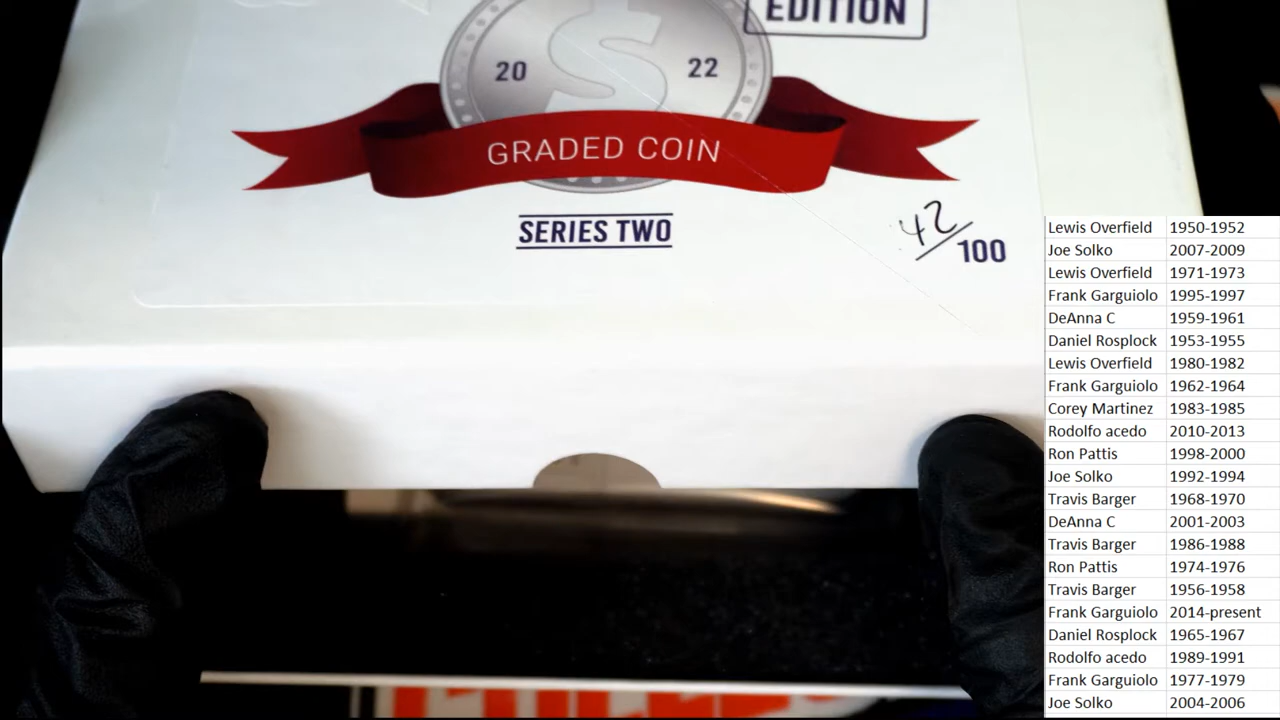 EDITION
20 22
GRADED COIN
SERIES TWO
42/100
Lewis Overfield 1950-1952
Joe Solko 2007-2009
Lewis Overfield 1971-1973
Frank Garguiolo 1995-1997
DeAnna C 1959-1961
Daniel Rosplock 1953-1955
Lewis Overfield 1980-1982
Frank Garguiolo 1962-1964
Corey Martinez 1983-1985
Rodolfo acedo 2010-2013
Ron Pattis 1998-2000
Joe Solko 1992-1994
Travis Barger 1968-1970
DeAnna C 2001-2003
Travis Barger 1986-1988
Ron Pattis 1974-1976
Travis Barger 1956-1958
Frank Garguiolo 2014-present
Daniel Rosplock 1965-1967
Rodolfo acedo 1989-1991
Frank Garguiolo 1977-1979
Joe Solko 2004-2006